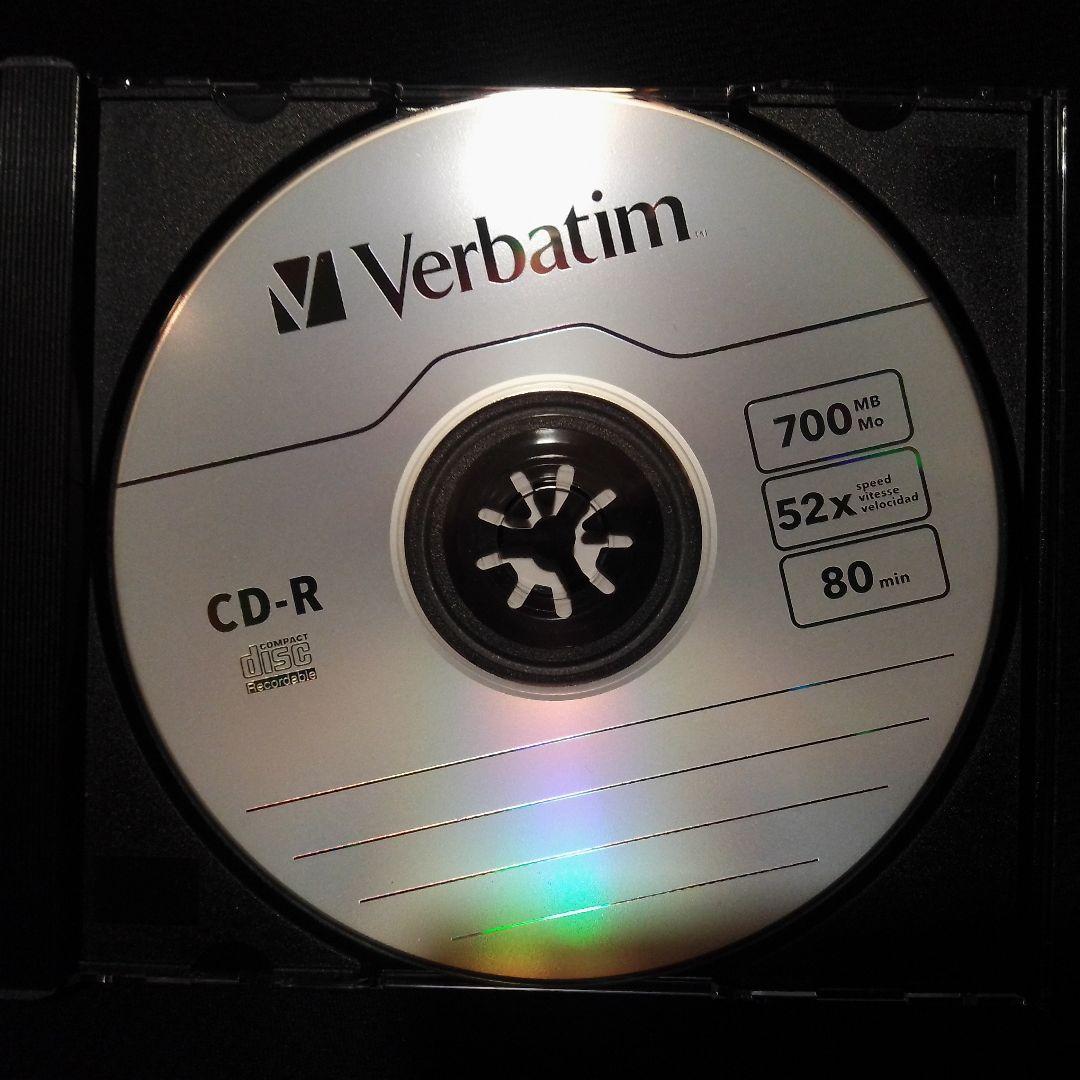 Verbatim
700 MB
Mo
52x speed
vitesse
velocidad
80 min
CD-R
COMPACT
disc
Recordable